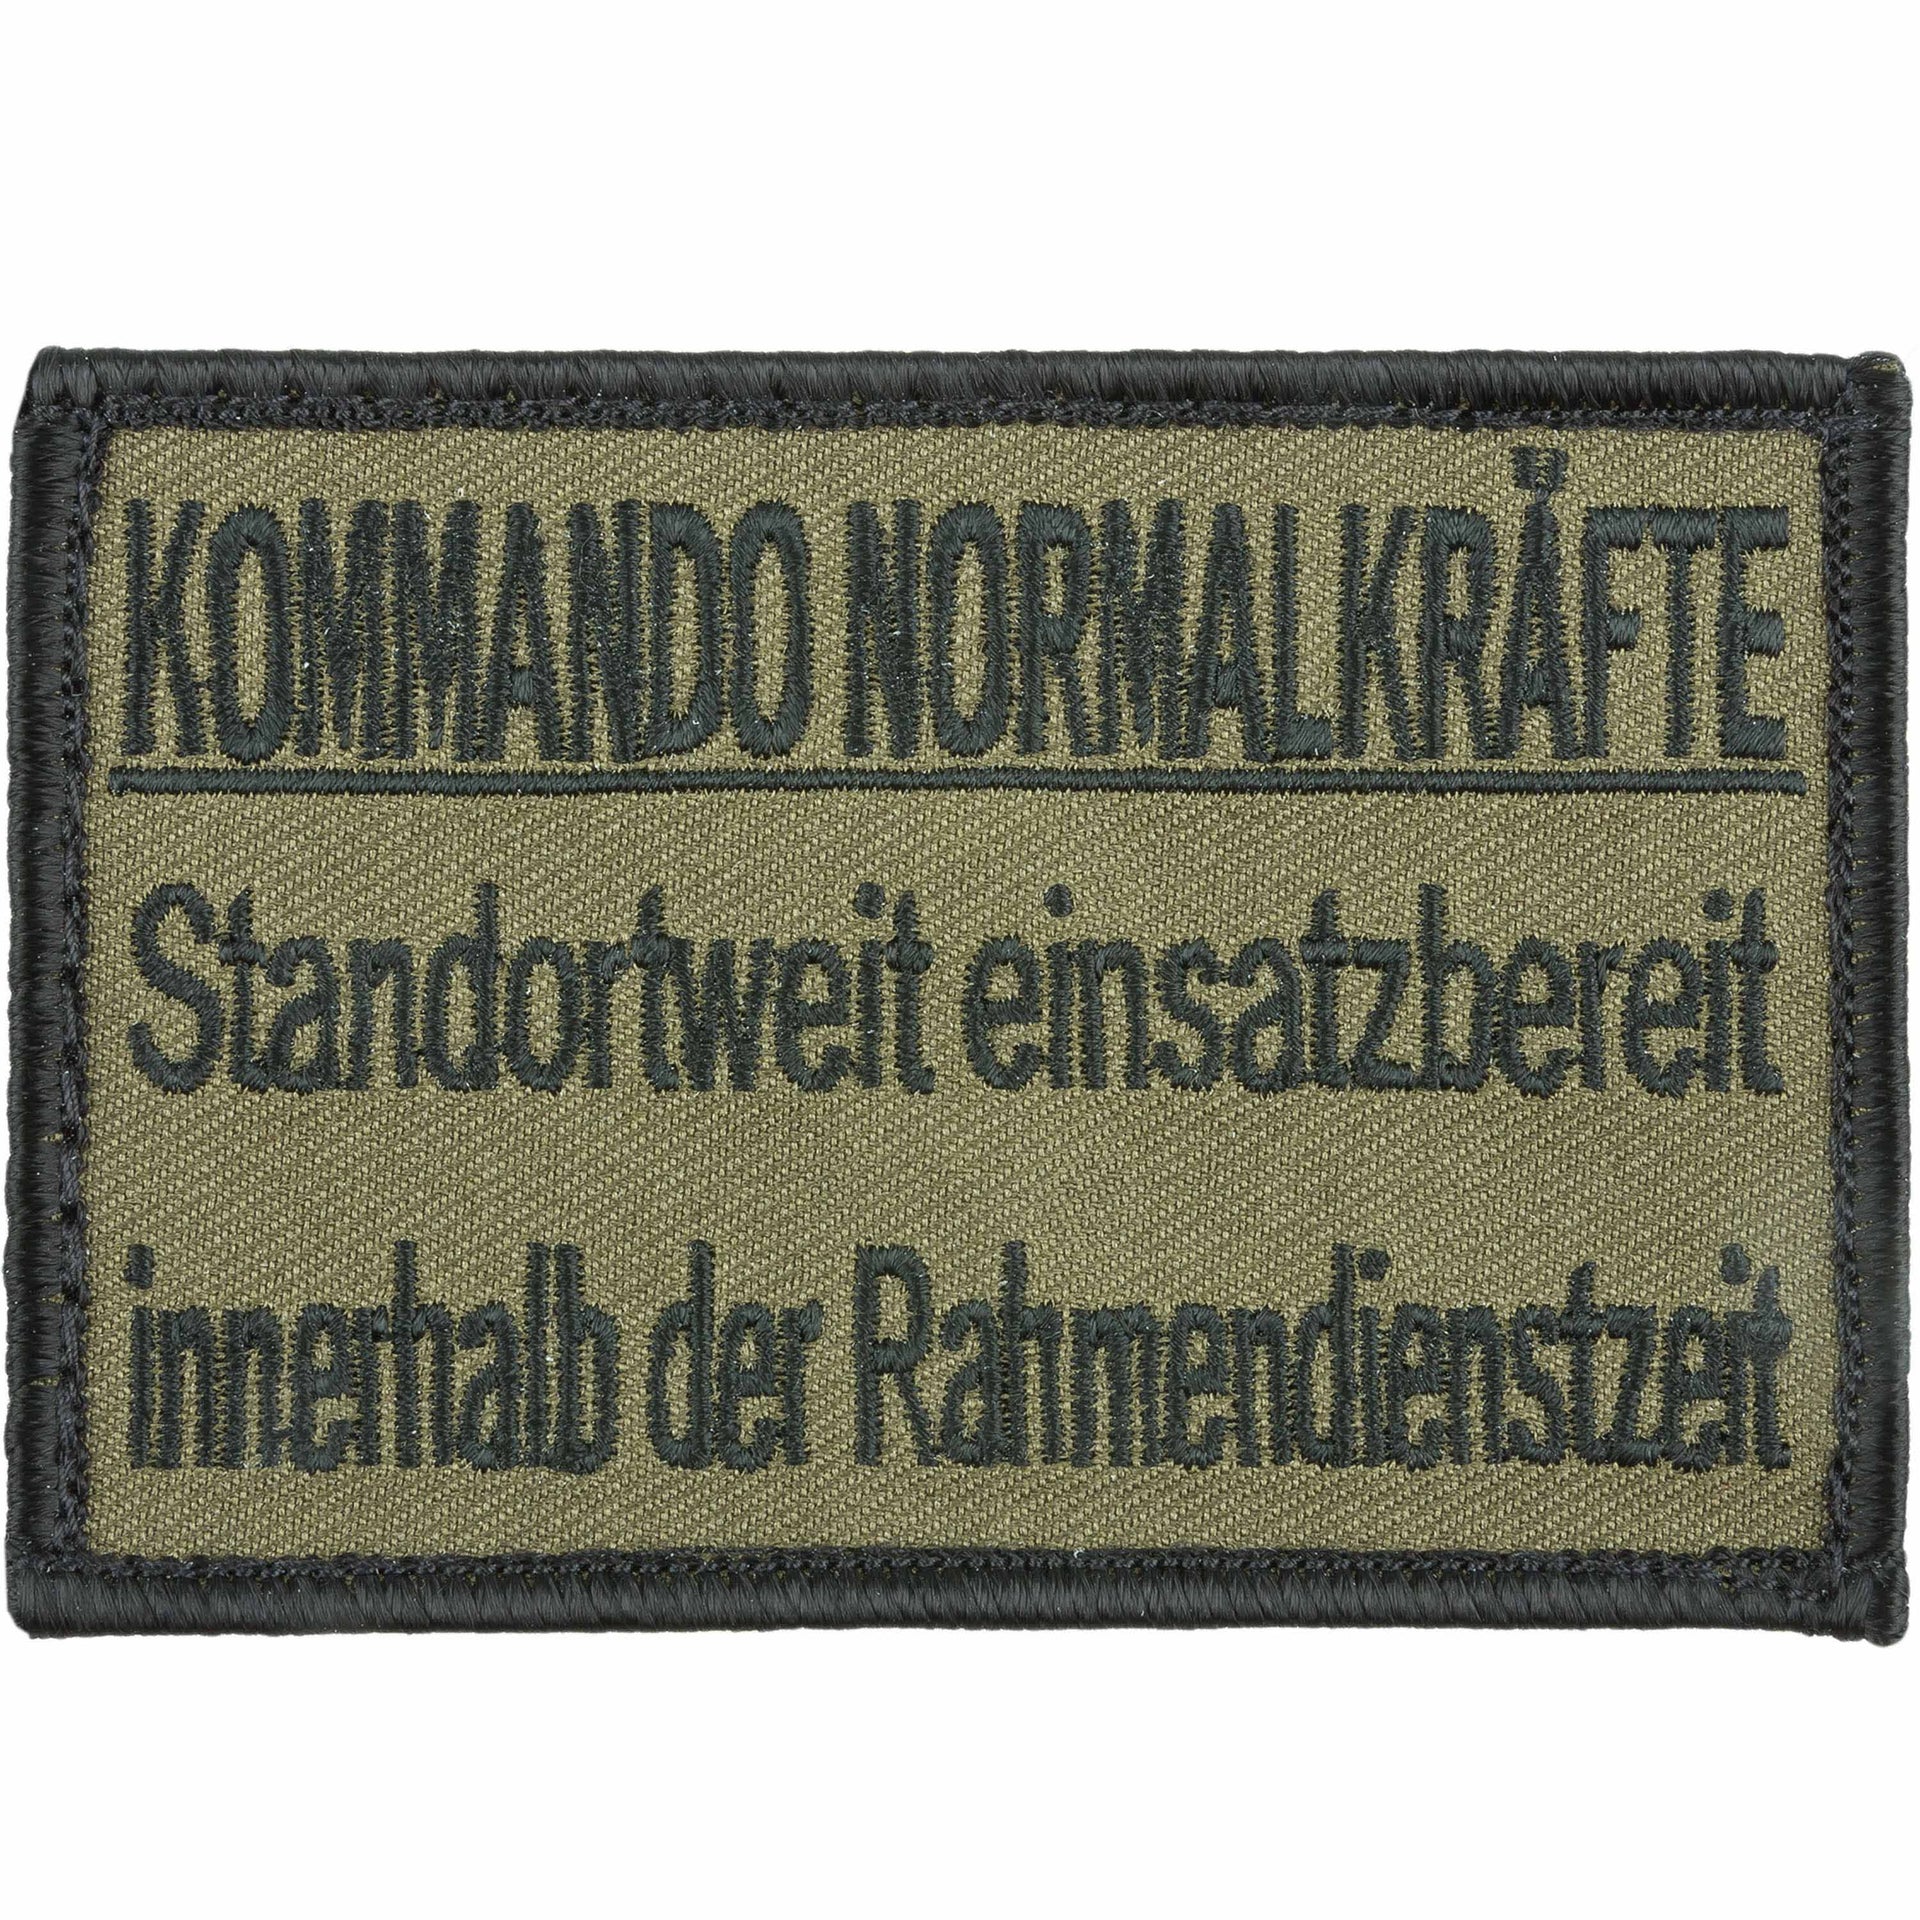 KOMMANDO NORMALKRÄFTE
Standortweit einsatzbereit
innerhalb der Rahmendienstzeit